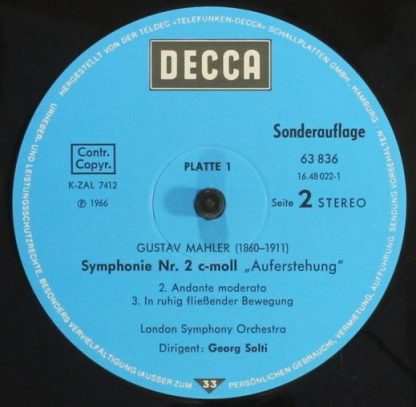 HERGESTELLT VON DER TELDEC »TELEFUNKEN-DECCA« SCHALLPLATTEN GMBH · HAMBURG
DECCA
Sonderauflage
Contr.
Copyr.
PLATTE 1
63 836
16.48 022-1
K-ZAL 7412
℗ 1966
Seite 2 STEREO
GUSTAV MAHLER (1860–1911)
Symphonie Nr. 2 c-moll „Auferstehung“
2. Andante moderato
3. In ruhig fließender Bewegung
London Symphony Orchestra
Dirigent: Georg Solti
URHEBER- UND LEISTUNGSSCHUTZRECHTE, BESONDERS VERVIELFÄLTIGUNG (AUSSER ZUM
33
PERSÖNLICHEN GEBRAUCH), VERMIETUNG, AUFFÜHRUNG, SENDUNG VORBEHALTEN